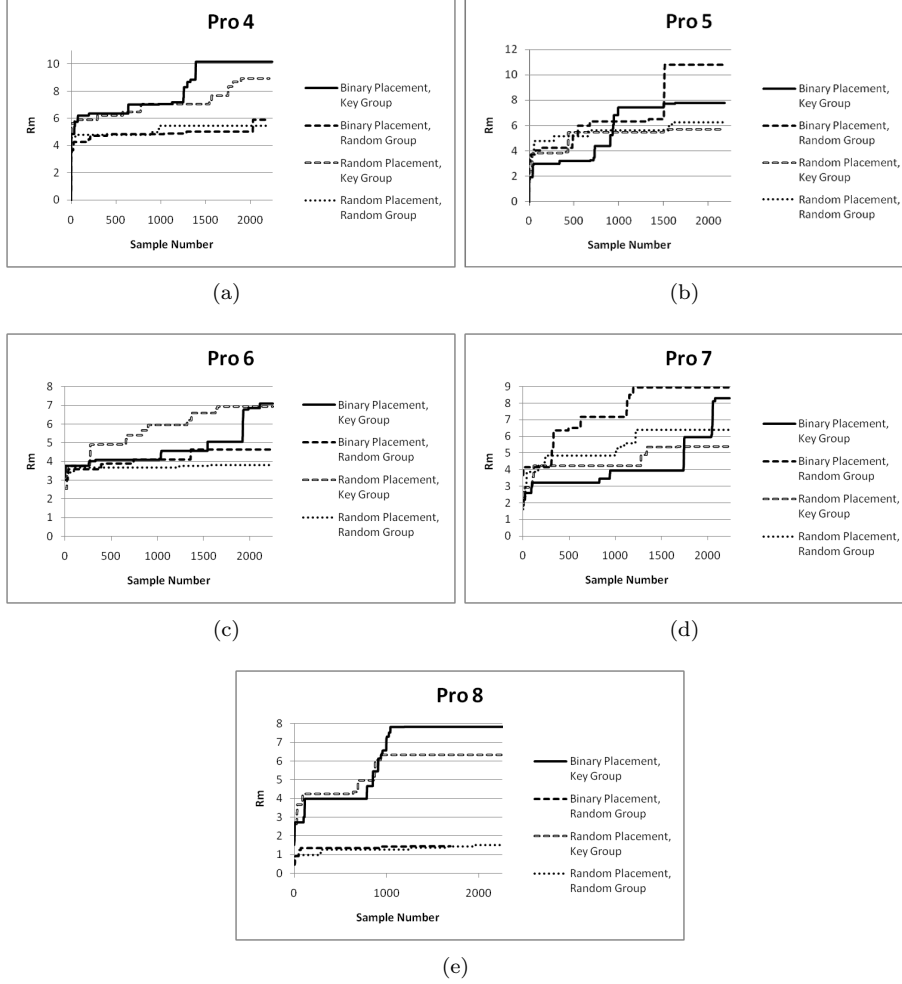 Pro 4
10
8
6
4
2
0
Rm
0 500 1000 1500 2000
Sample Number
Binary Placement,
Key Group
Binary Placement,
Random Group
Random Placement,
Key Group
Random Placement,
Random Group
(a)
Pro 5
12
10
8
6
4
2
0
Rm
0 500 1000 1500 2000
Sample Number
Binary Placement,
Key Group
Binary Placement,
Random Group
Random Placement,
Key Group
Random Placement,
Random Group
(b)
Pro 6
8
7
6
5
4
3
2
1
0
Rm
0 500 1000 1500 2000
Sample Number
Binary Placement,
Key Group
Binary Placement,
Random Group
Random Placement,
Key Group
Random Placement,
Random Group
(c)
Pro 7
9
8
7
6
5
4
3
2
1
0
Rm
0 500 1000 1500 2000
Sample Number
Binary Placement,
Key Group
Binary Placement,
Random Group
Random Placement,
Key Group
Random Placement,
Random Group
(d)
Pro 8
8
7
6
5
4
3
2
1
0
Rm
0 1000 2000
Sample Number
Binary Placement,
Key Group
Binary Placement,
Random Group
Random Placement,
Key Group
Random Placement,
Random Group
(e)